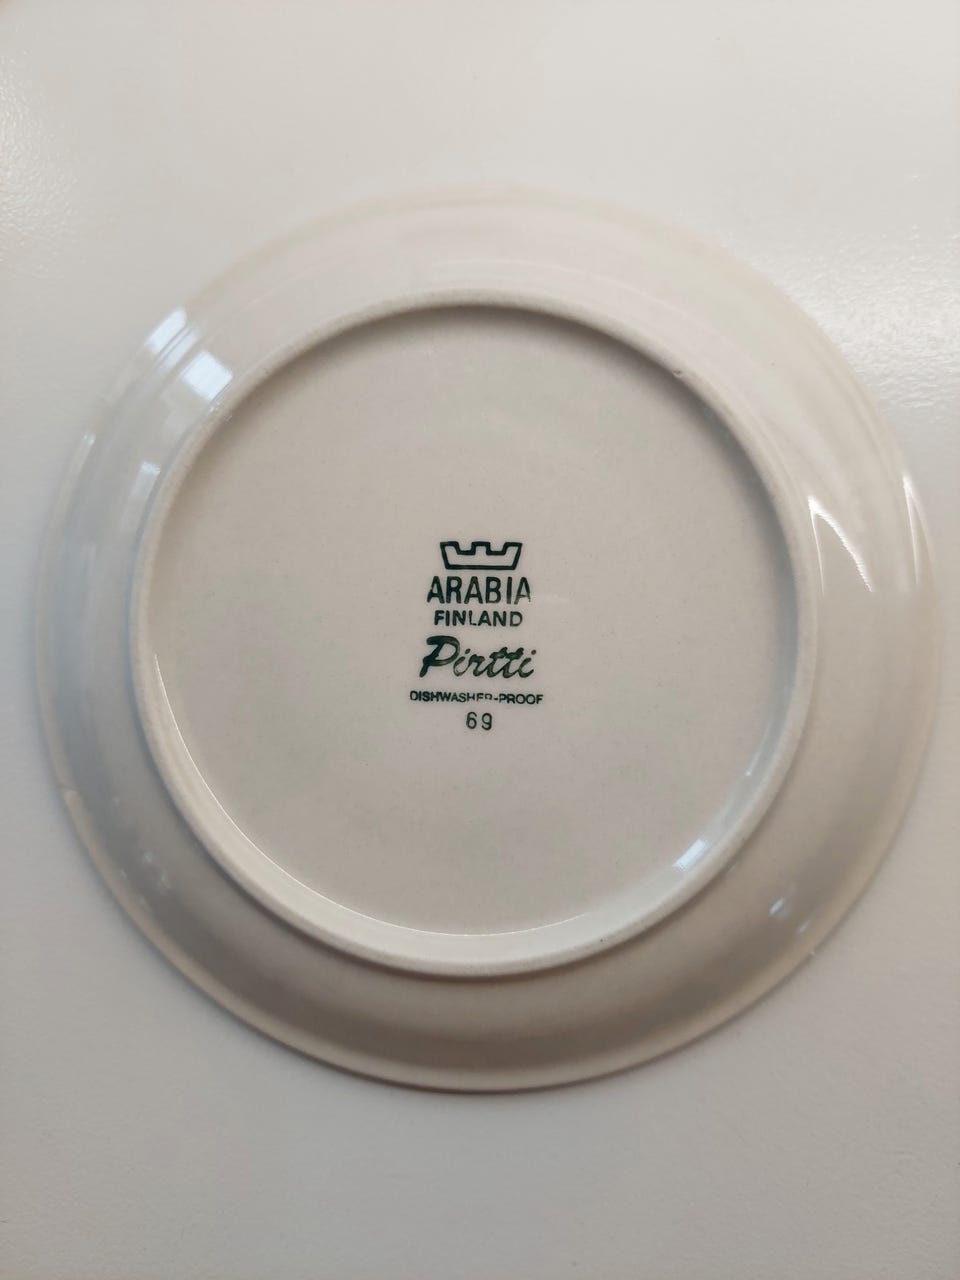 ARABIA
FINLAND
Pirtti
DISHWASHER-PROOF
69